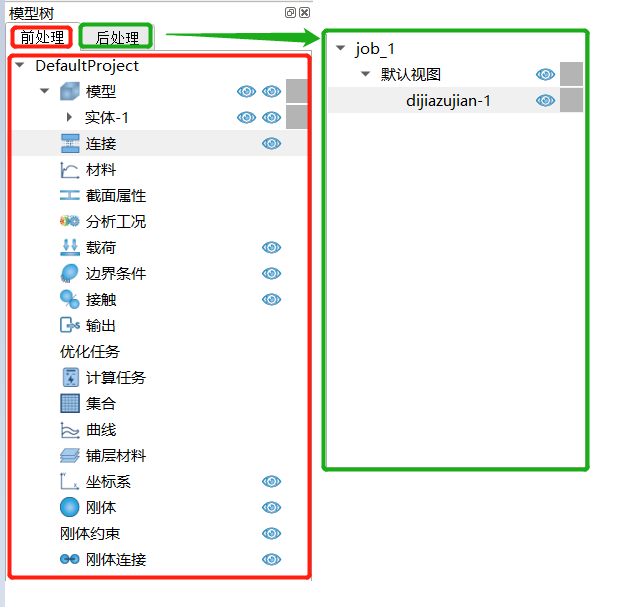 模型树
前处理
后处理
DefaultProject
模型
实体-1
连接
材料
截面属性
分析工况
载荷
边界条件
接触
输出
优化任务
计算任务
集合
曲线
铺层材料
坐标系
刚体
刚体约束
刚体连接
job_1
默认视图
dijiazujian-1